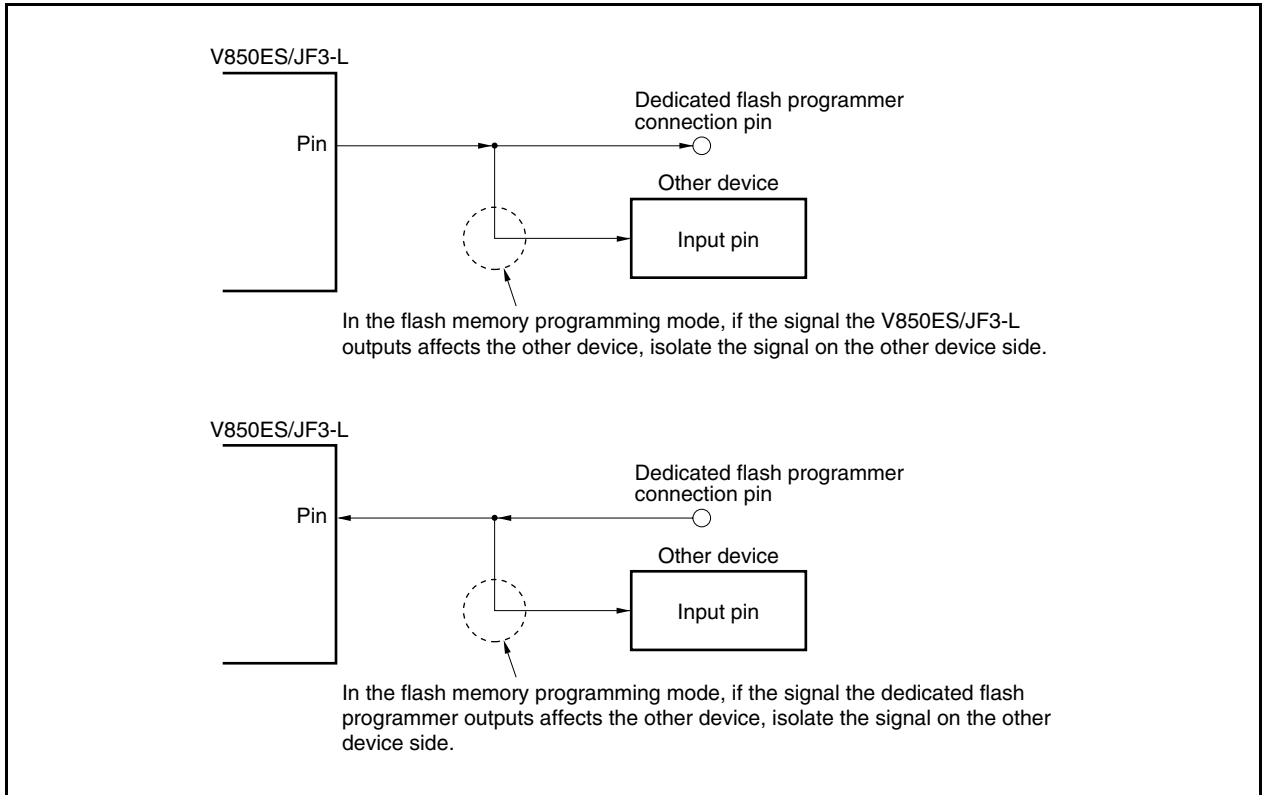 V850ES/JF3-L
Dedicated flash programmer
connection pin
Pin
Other device
Input pin
In the flash memory programming mode, if the signal the V850ES/JF3-L
outputs affects the other device, isolate the signal on the other device side.
V850ES/JF3-L
Dedicated flash programmer
connection pin
Pin
Other device
Input pin
In the flash memory programming mode, if the signal the dedicated flash
programmer outputs affects the other device, isolate the signal on the other
device side.